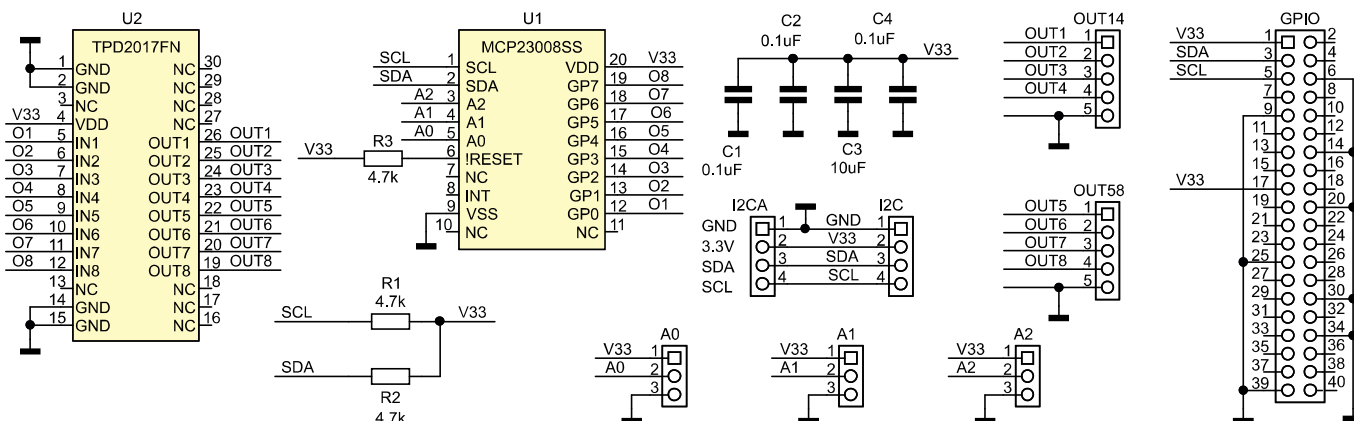 U2
TPD2017FN
1 GND NC 30
2 GND NC 29
3 NC NC 28
V33 4 VDD NC 27
O1 5 IN1 OUT1 26 OUT1
O2 6 IN2 OUT2 25 OUT2
O3 7 IN3 OUT3 24 OUT3
O4 8 IN4 OUT4 23 OUT4
O5 9 IN5 OUT5 22 OUT5
O6 10 IN6 OUT6 21 OUT6
O7 11 IN7 OUT7 20 OUT7
O8 12 IN8 OUT8 19 OUT8
13 NC NC 18
14 GND NC 17
15 GND NC 16
U1
MCP23008SS
SCL 1 SCL VDD 20 V33
SDA 2 SDA GP7 19 O8
A2 3 A2 GP6 18 O7
A1 4 A1 GP5 17 O6
A0 5 A0 GP4 16 O5
V33 R3 4.7k 6 !RESET GP3 15 O4
7 NC GP2 14 O3
8 INT GP1 13 O2
9 VSS GP0 12 O1
10 NC NC 11
R1
4.7k
SCL V33
SDA
R2
4.7k
C2 C4
0.1uF 0.1uF
V33
C1 C3
0.1uF 10uF
I2CA I2C
GND 1 GND 1
3.3V 2 V33 2
SDA 3 SDA 3
SCL 4 SCL 4
A0
V33 1
A0 2
3
A1
V33 1
A1 2
3
A2
V33 1
A2 2
3
OUT14
OUT1 1
OUT2 2
OUT3 3
OUT4 4
5
OUT58
OUT5 1
OUT6 2
OUT7 3
OUT8 4
5
GPIO
V33 1 2
SDA 3 4
SCL 5 6
7 8
9 10
11 12
13 14
15 16
V33 17 18
19 20
21 22
23 24
25 26
27 28
29 30
31 32
33 34
35 36
37 38
39 40